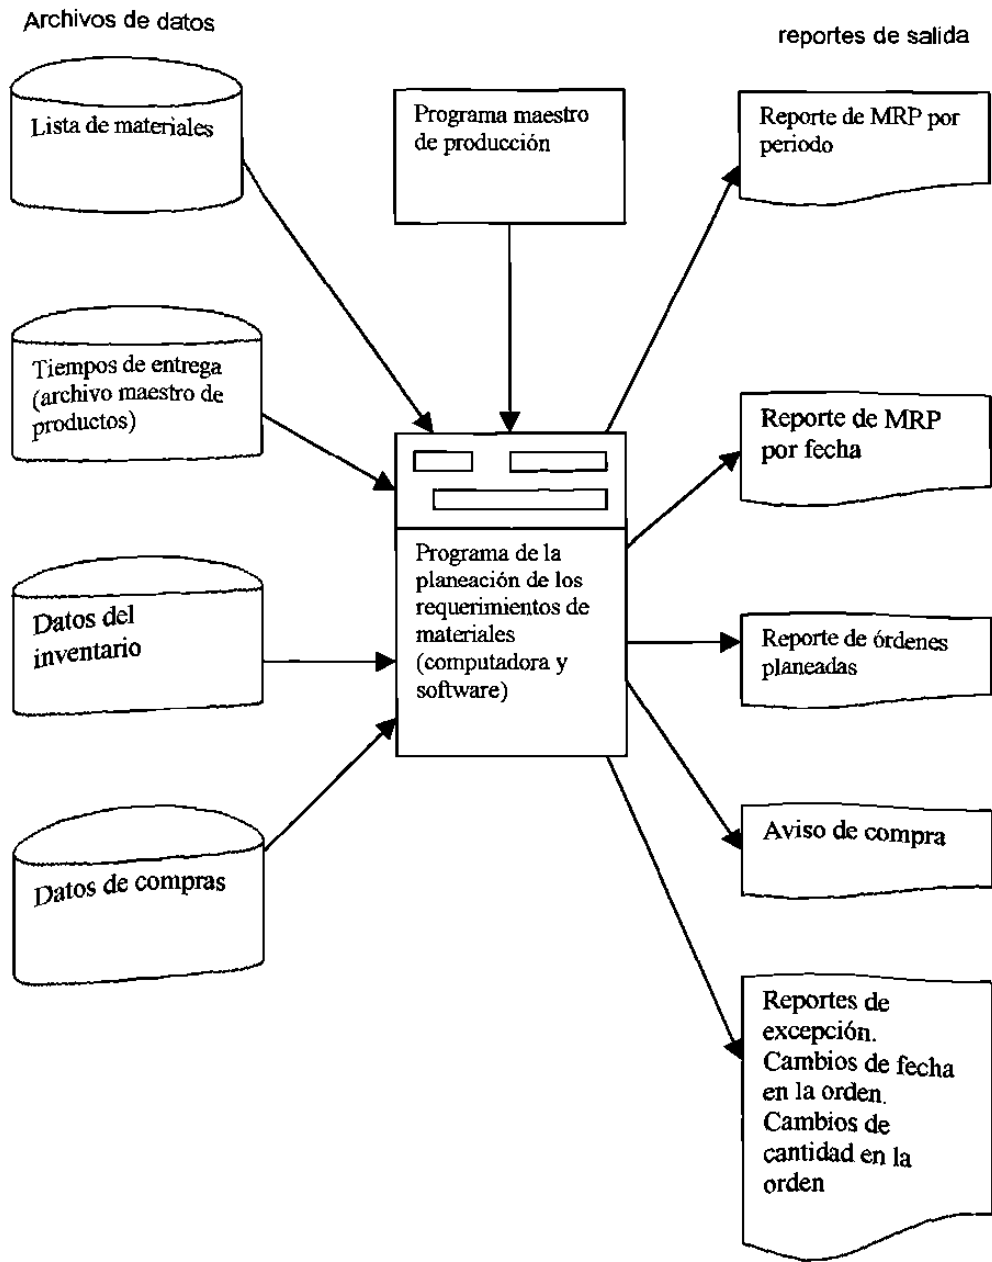 Archivos de datos
reportes de salida
Lista de materiales
Programa maestro
de producción
Reporte de MRP por
periodo
Tiempos de entrega
(archivo maestro de
productos)
Reporte de MRP
por fecha
Programa de la
planeación de los
requerimientos de
materiales
(computadora y
software)
Datos del
inventario
Reporte de órdenes
planeadas
Datos de compras
Aviso de compra
Reportes de
excepción.
Cambios de fecha
en la orden.
Cambios de
cantidad en la
orden